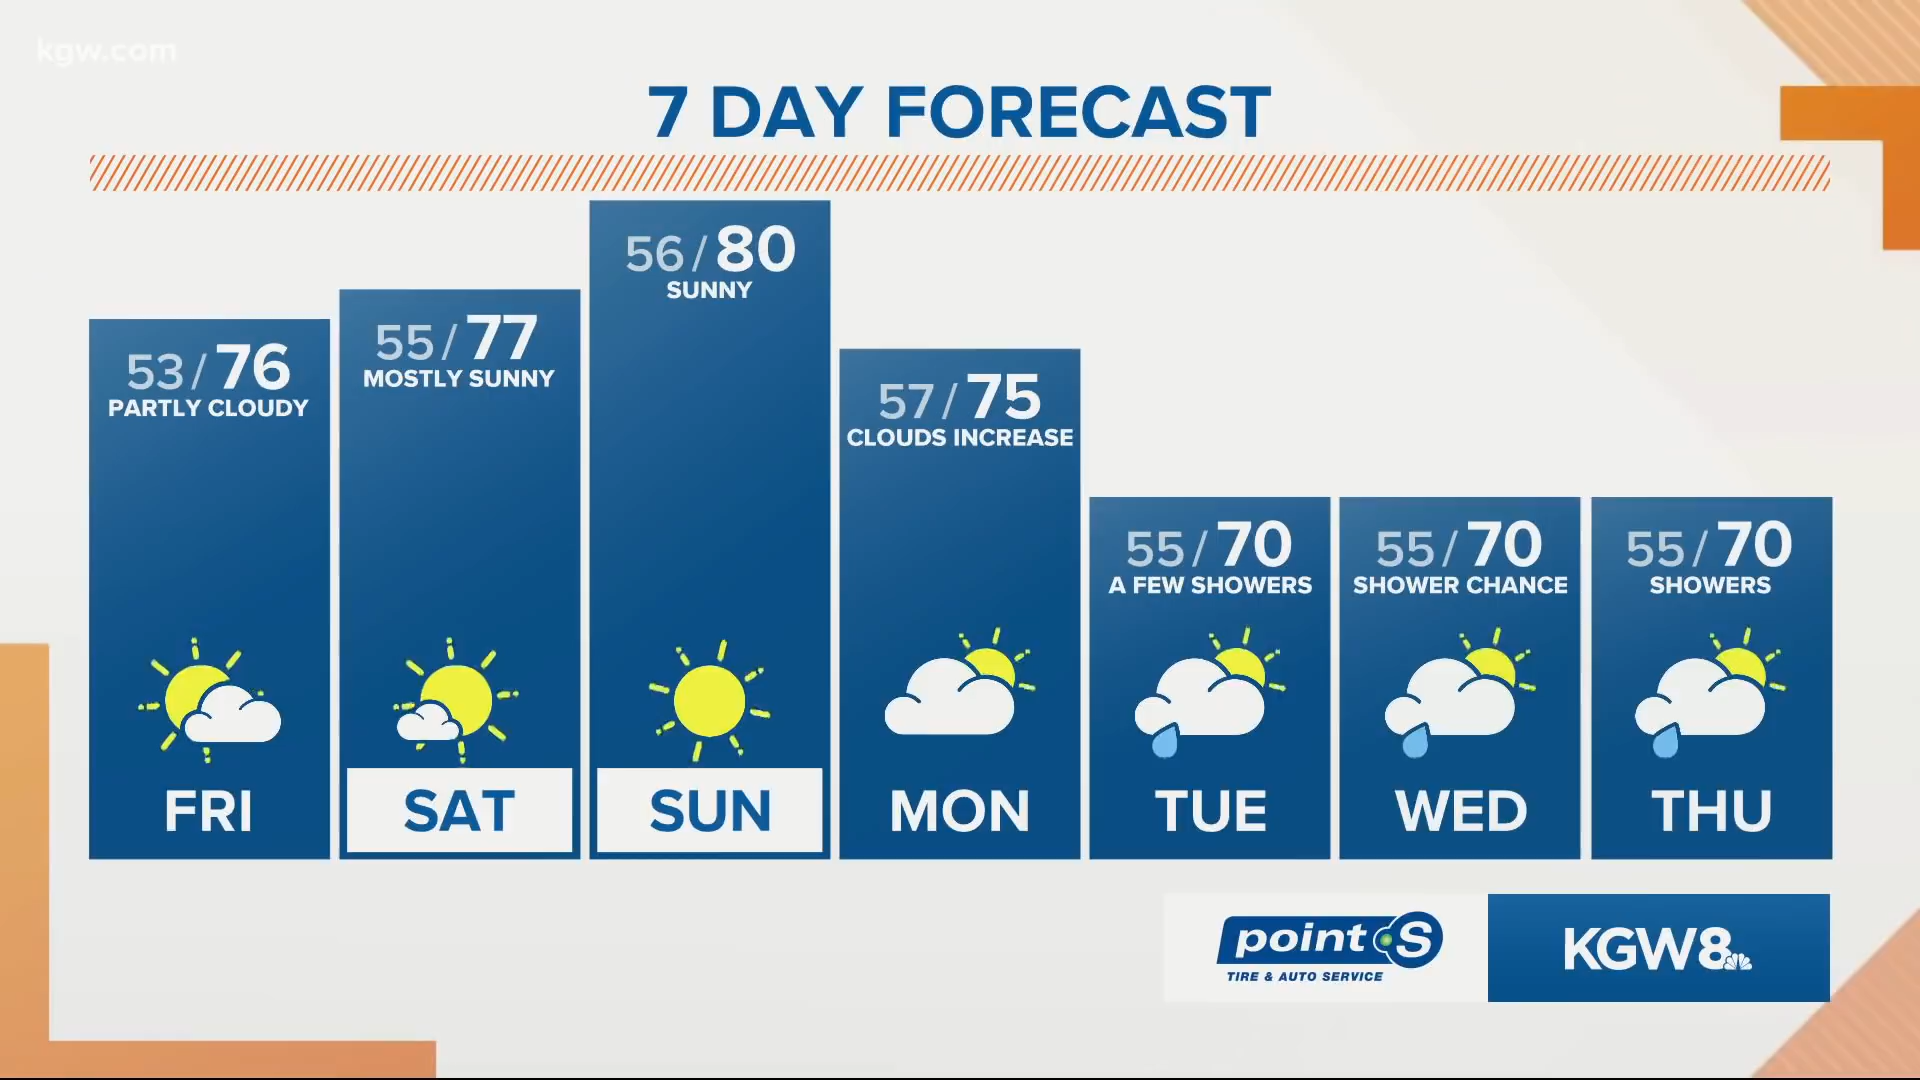 kgw.com
7 DAY FORECAST
53/76
PARTLY CLOUDY
FRI
55/77
MOSTLY SUNNY
SAT
56/80
SUNNY
SUN
57/75
CLOUDS INCREASE
MON
55/70
A FEW SHOWERS
TUE
55/70
SHOWER CHANCE
WED
55/70
SHOWERS
THU
point S
TIRE & AUTO SERVICE
KGW8